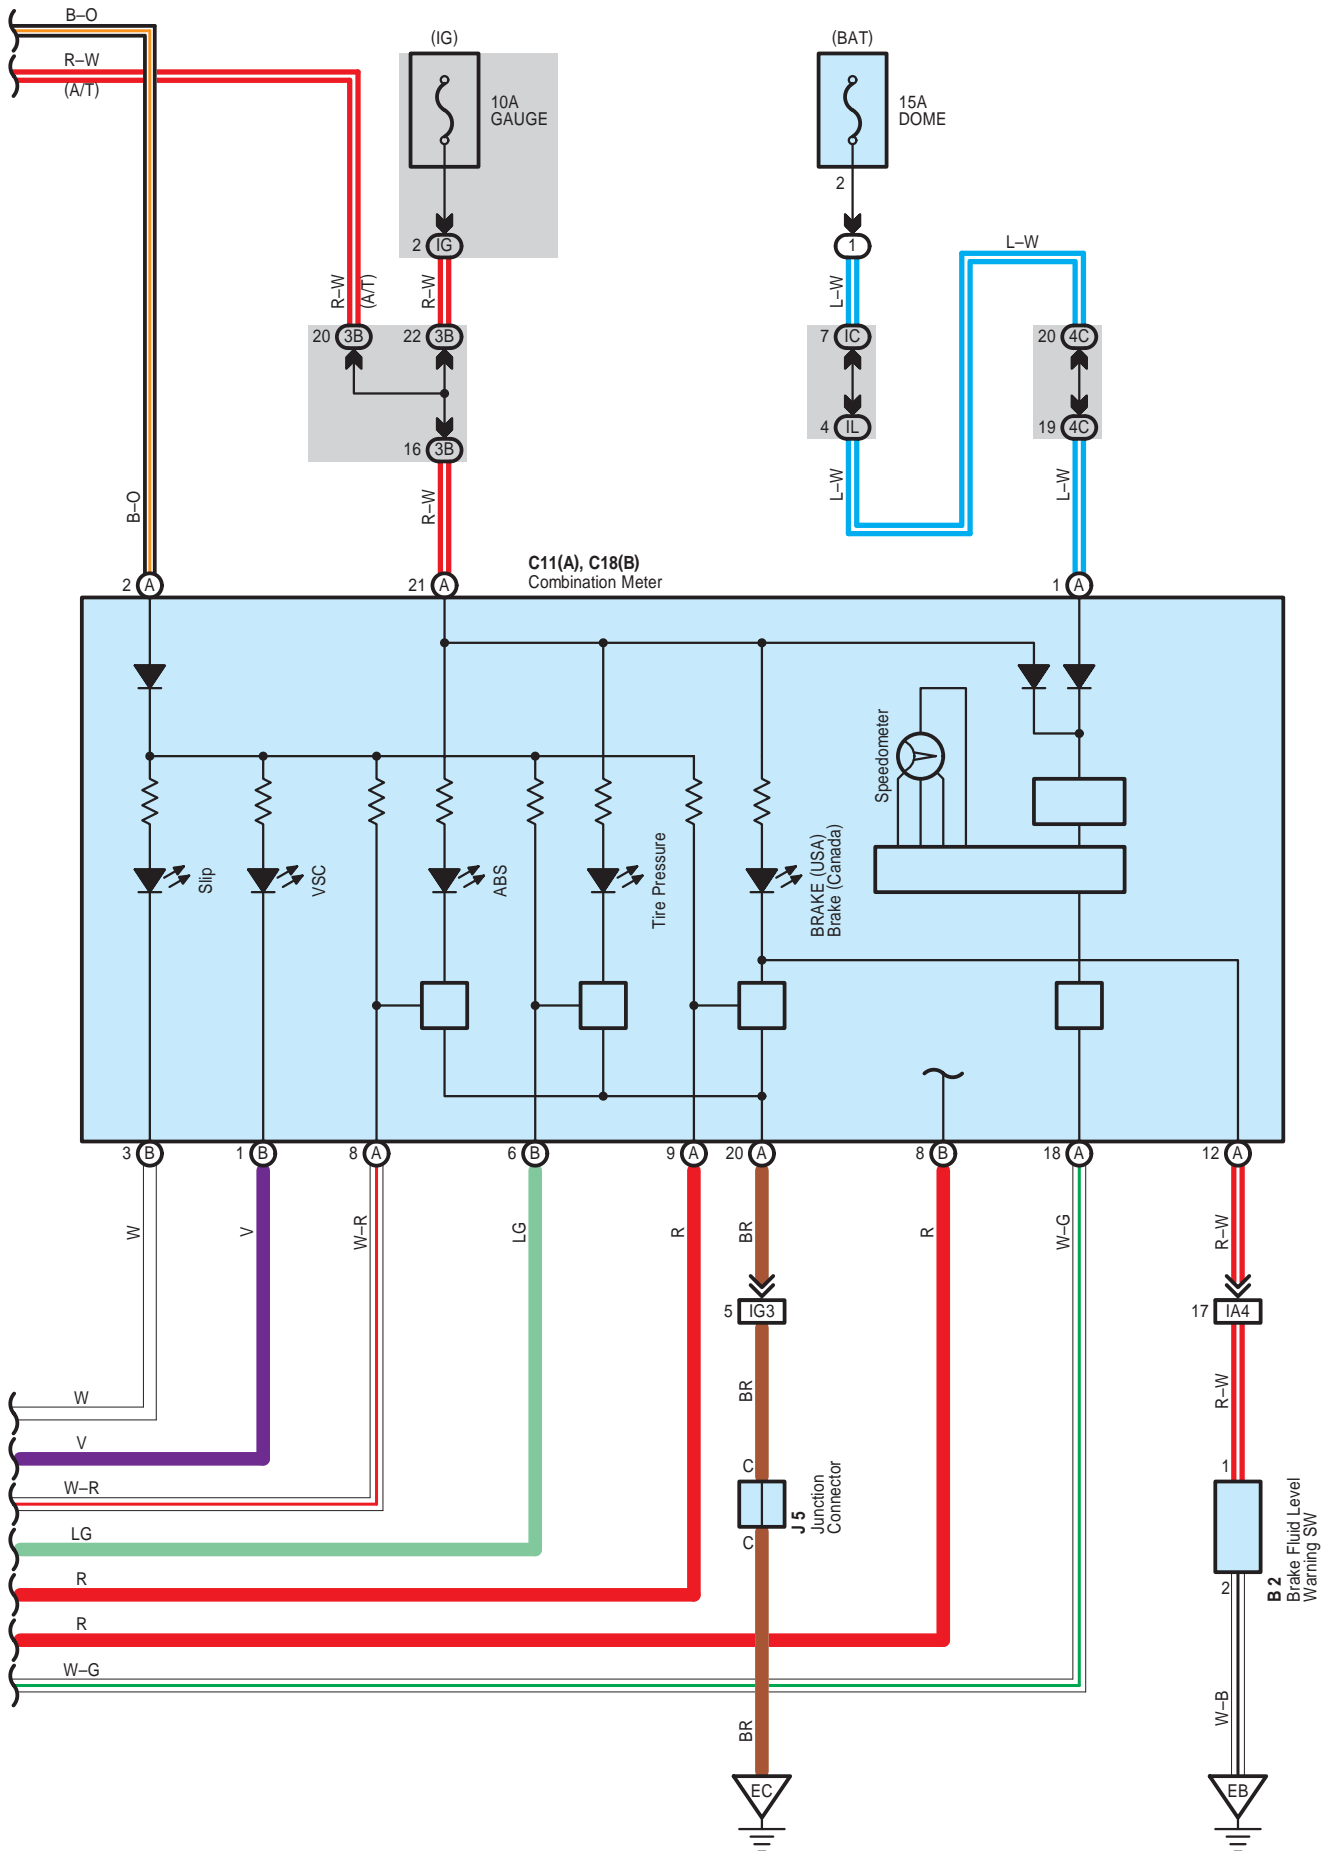 B–O
R–W
(A/T)
(IG)
10A
GAUGE
(BAT)
15A
DOME
2
2 IG
1
L–W
R–W
(A/T)
R–W
L–W
20 3B
22 3B
7 IC
20 4C
16 3B
4 IL
19 4C
B–O
R–W
L–W
L–W
C11(A), C18(B)
Combination Meter
2 A
21 A
1 A
Speedometer
Slip
VSC
ABS
Tire Pressure
BRAKE (USA)
Brake (Canada)
3 B
1 B
8 A
6 B
9 A
20 A
8 B
18 A
12 A
W
V
W–R
LG
R
BR
R
W–G
R–W
5 IG3
17 IA4
BR
R–W
W
V
W–R
LG
R
R
W–G
C
C
J 5
Junction
Connector
1
2
B 2
Brake Fluid Level
Warning SW
BR
W–B
EC
EB